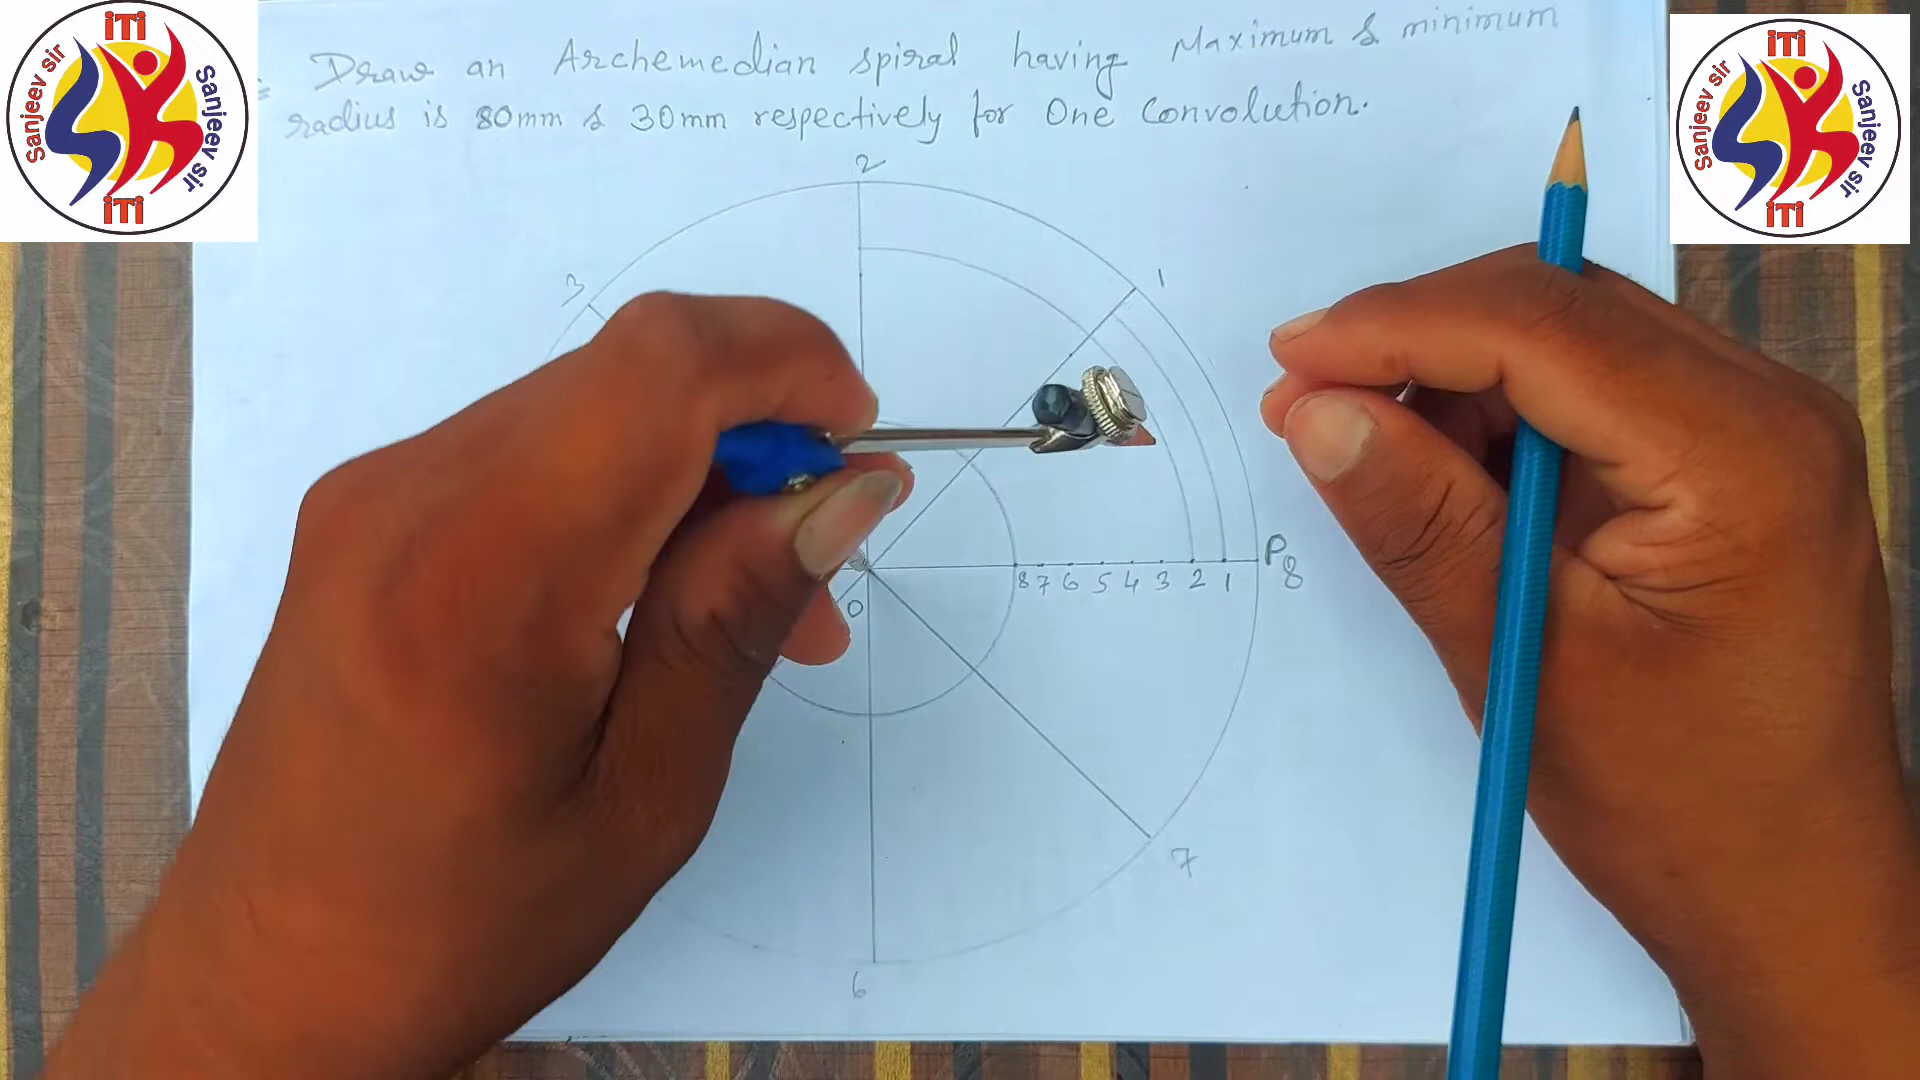 iTi
Sanjeev sir
Sanjeev sir
iTi
iTi
Sanjeev sir
Sanjeev sir
iTi
Draw an Archemedian spiral having Maximum & minimum
radius is 80mm & 30mm respectively for One Convolution.
2
3
1
P8
8 7 6 5 4 3 2 1
O
7
6